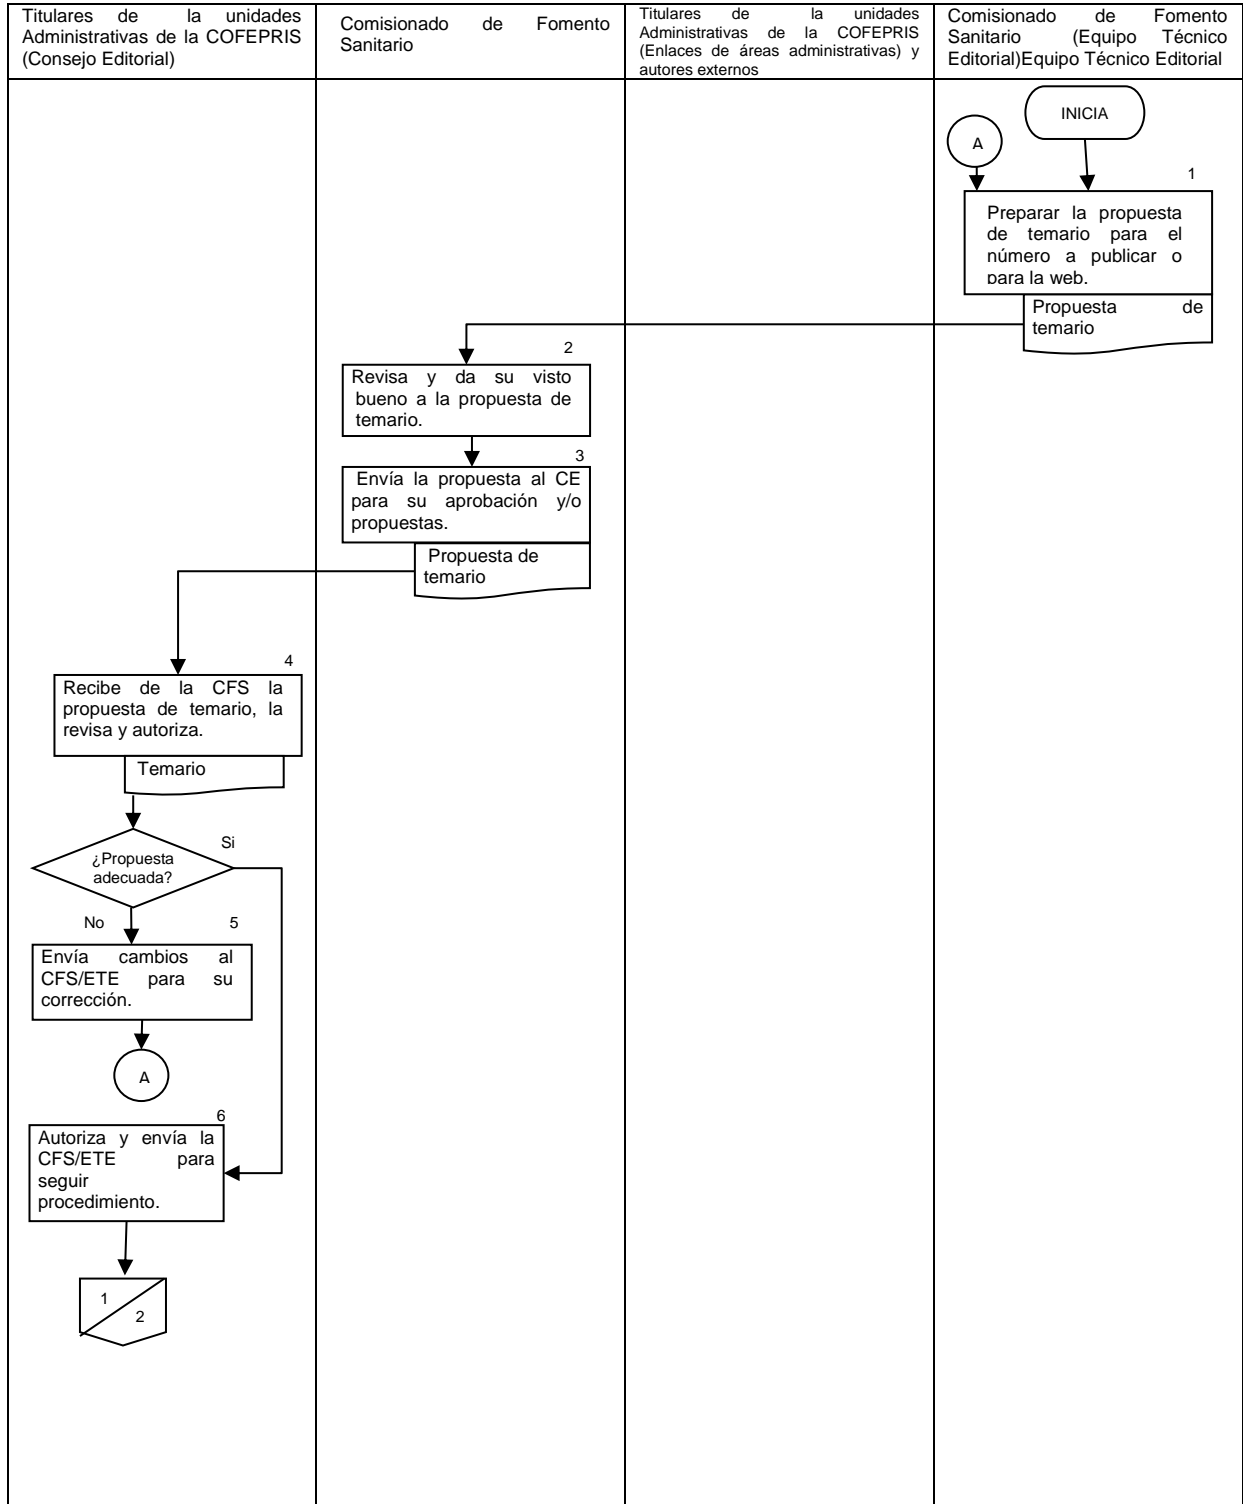 Titulares de la unidades
Administrativas de la COFEPRIS
(Consejo Editorial)
Comisionado de Fomento
Sanitario
Titulares de la unidades
Administrativas de la COFEPRIS
(Enlaces de áreas administrativas) y
autores externos
Comisionado de Fomento
Sanitario (Equipo Técnico
Editorial)Equipo Técnico Editorial
INICIA
A
1
Preparar la propuesta
de temario para el
número a publicar o
para la web.
Propuesta de
temario
2
Revisa y da su visto
bueno a la propuesta de
temario.
3
Envía la propuesta al CE
para su aprobación y/o
propuestas.
Propuesta de
temario
4
Recibe de la CFS la
propuesta de temario, la
revisa y autoriza.
Temario
¿Propuesta
adecuada?
Si
No
5
Envía cambios al
CFS/ETE para su
corrección.
A
6
Autoriza y envía la
CFS/ETE para
seguir
procedimiento.
1
2